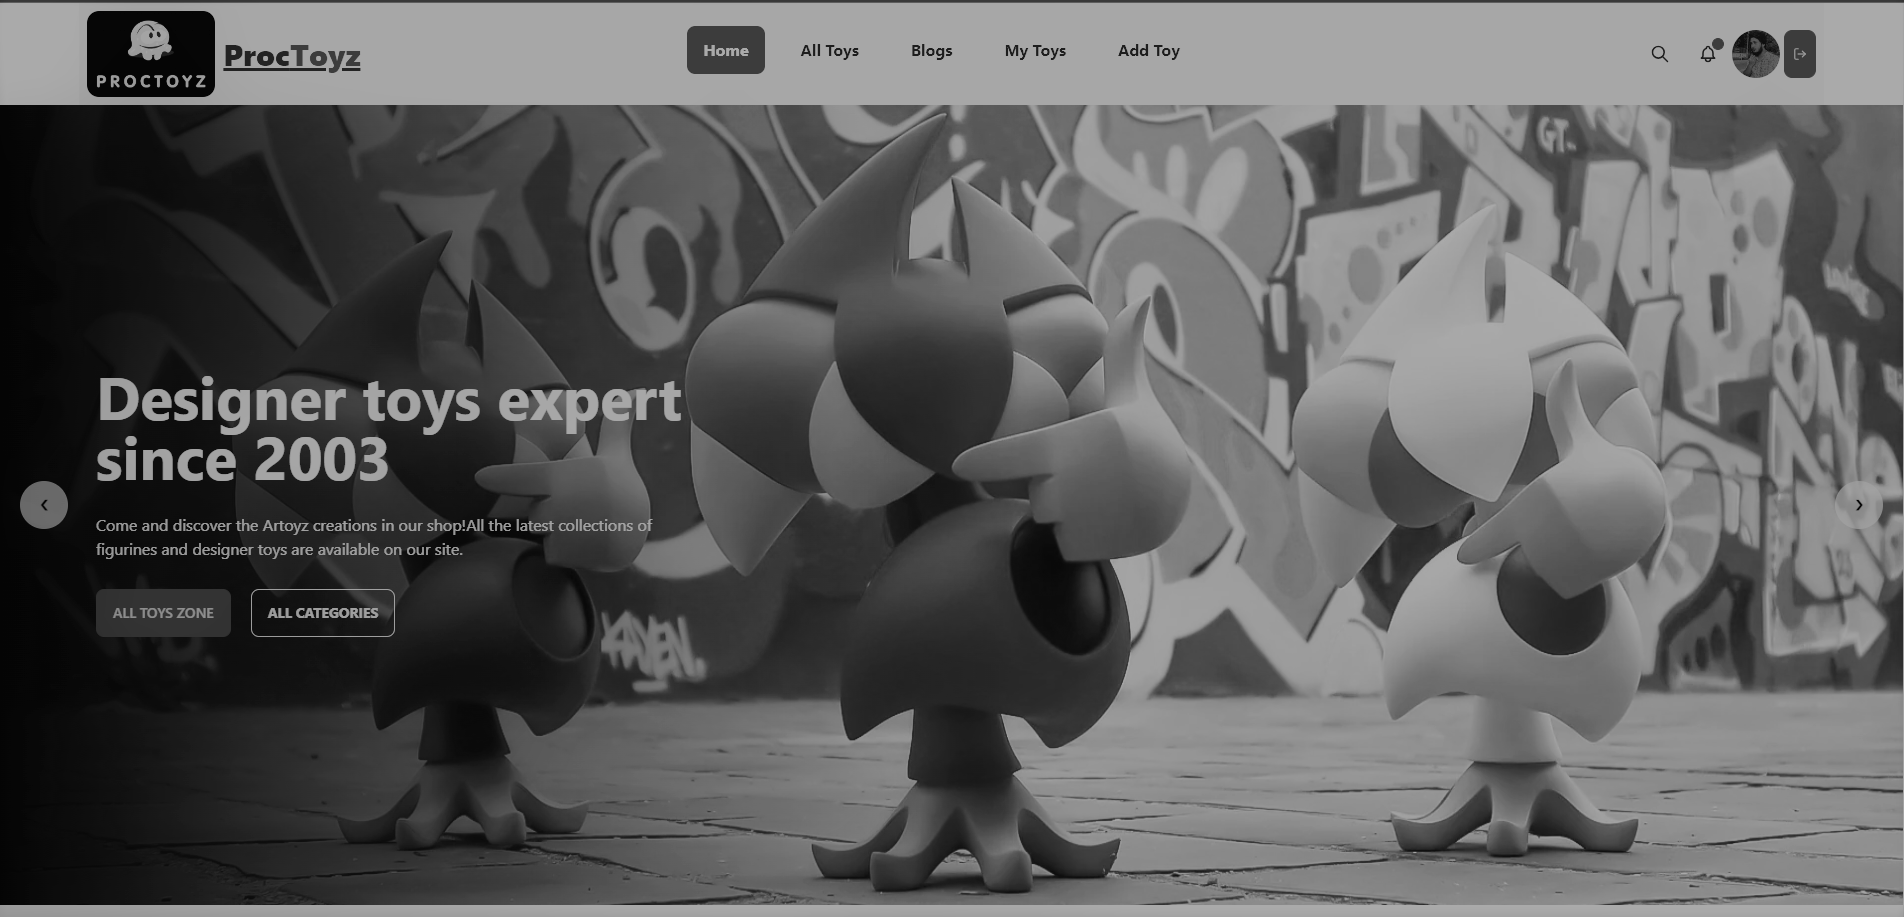 PROCTOYZ
ProcToyz
Home
All Toys
Blogs
My Toys
Add Toy
GT.
Designer toys expert
since 2003
Come and discover the Artoyz creations in our shop!All the latest collections of
figurines and designer toys are available on our site.
ALL TOYS ZONE
ALL CATEGORIES